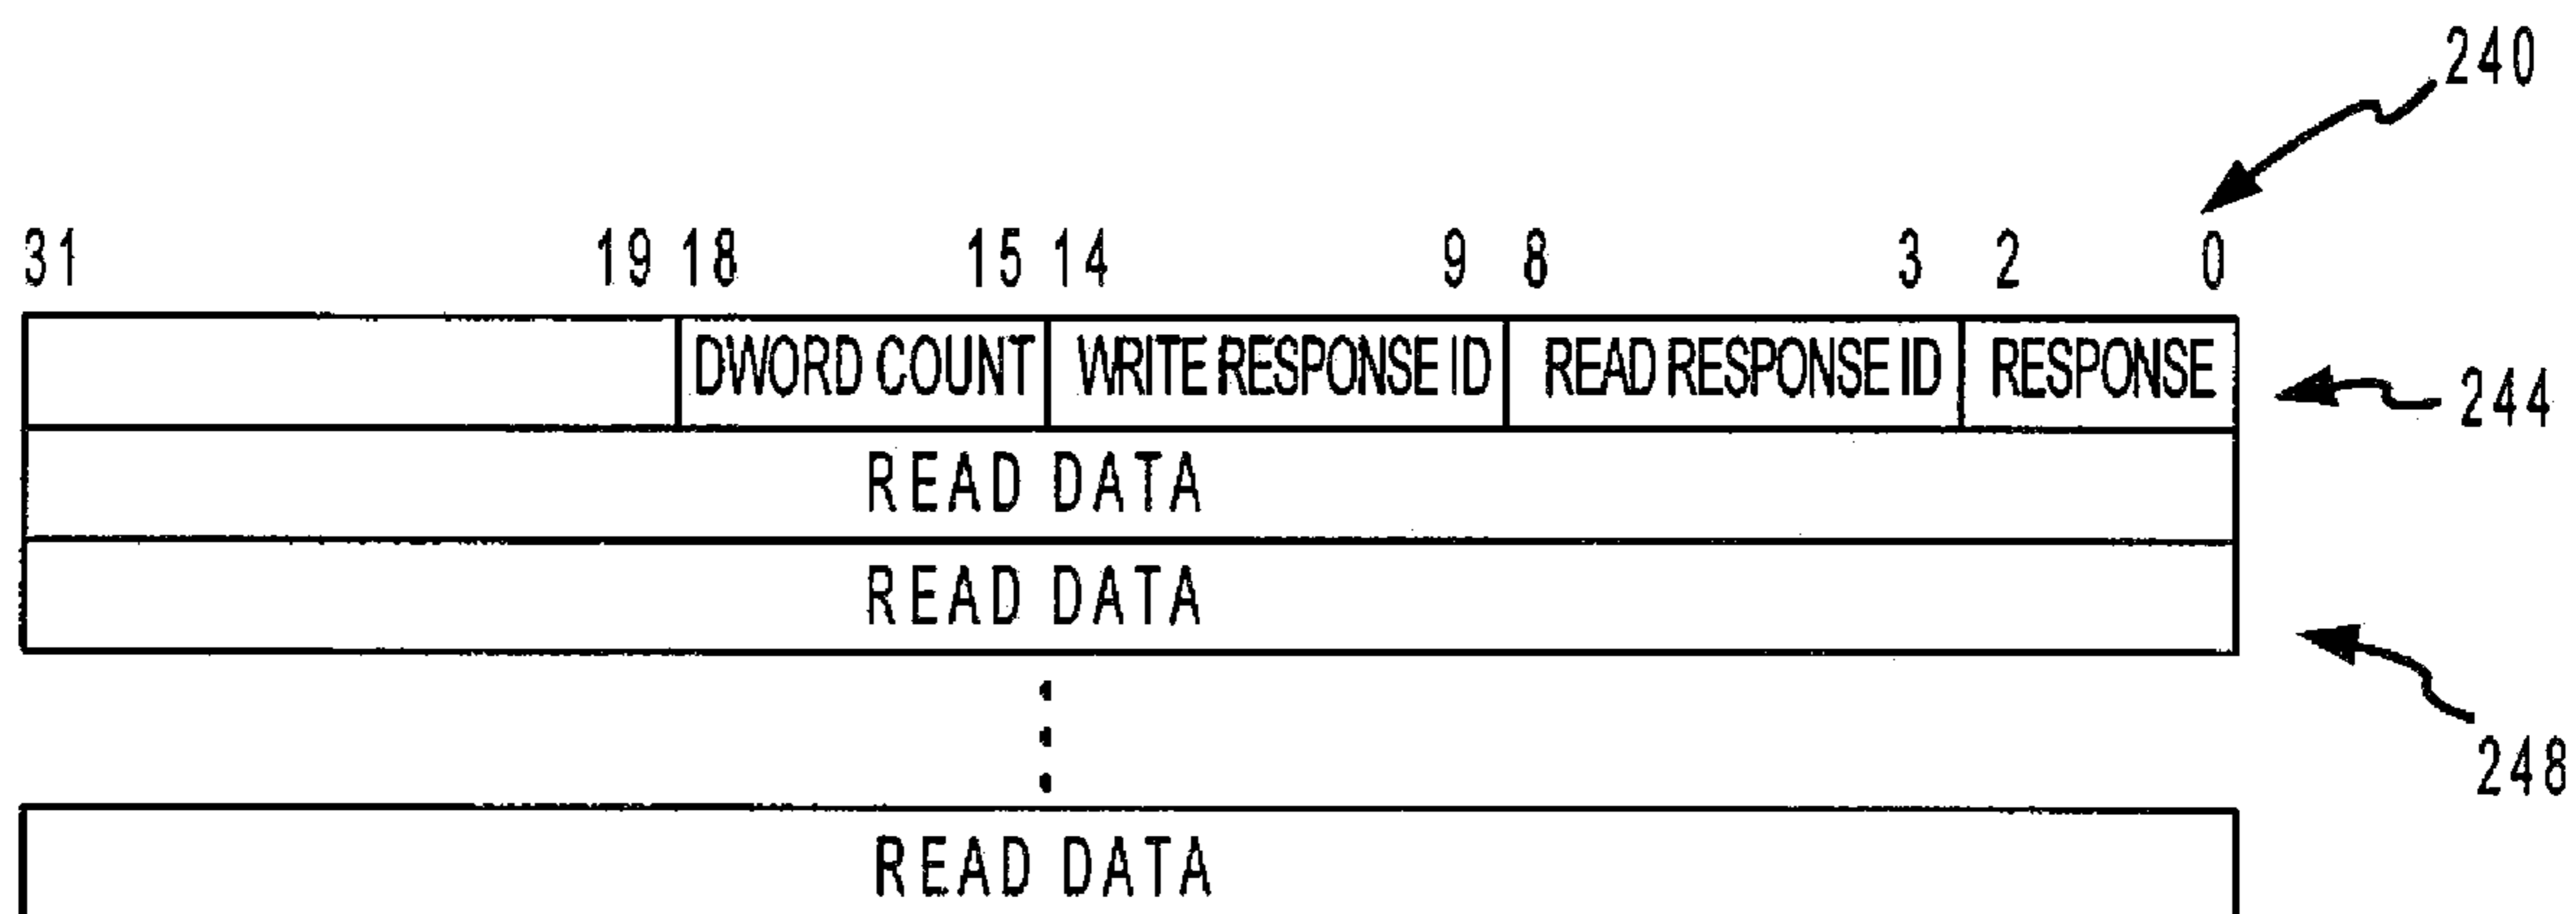 240
31 19 18 15 14 9 8 3 2 0
DWORD COUNT WRITE RESPONSE ID READ RESPONSE ID RESPONSE
244
READ DATA
READ DATA
248
READ DATA